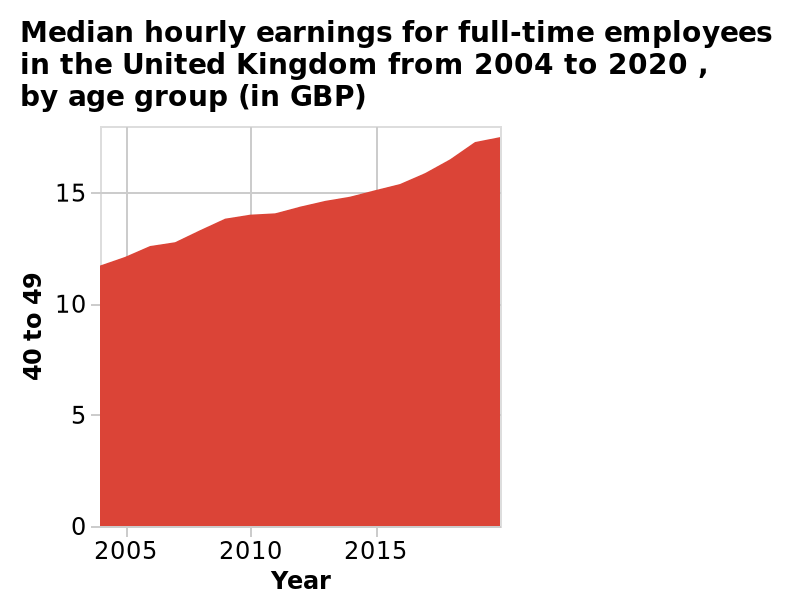 Median hourly earnings for full-time employees
in the United Kingdom from 2004 to 2020 ,
by age group (in GBP)
15
10
5
0
40 to 49
2005 2010 2015
Year